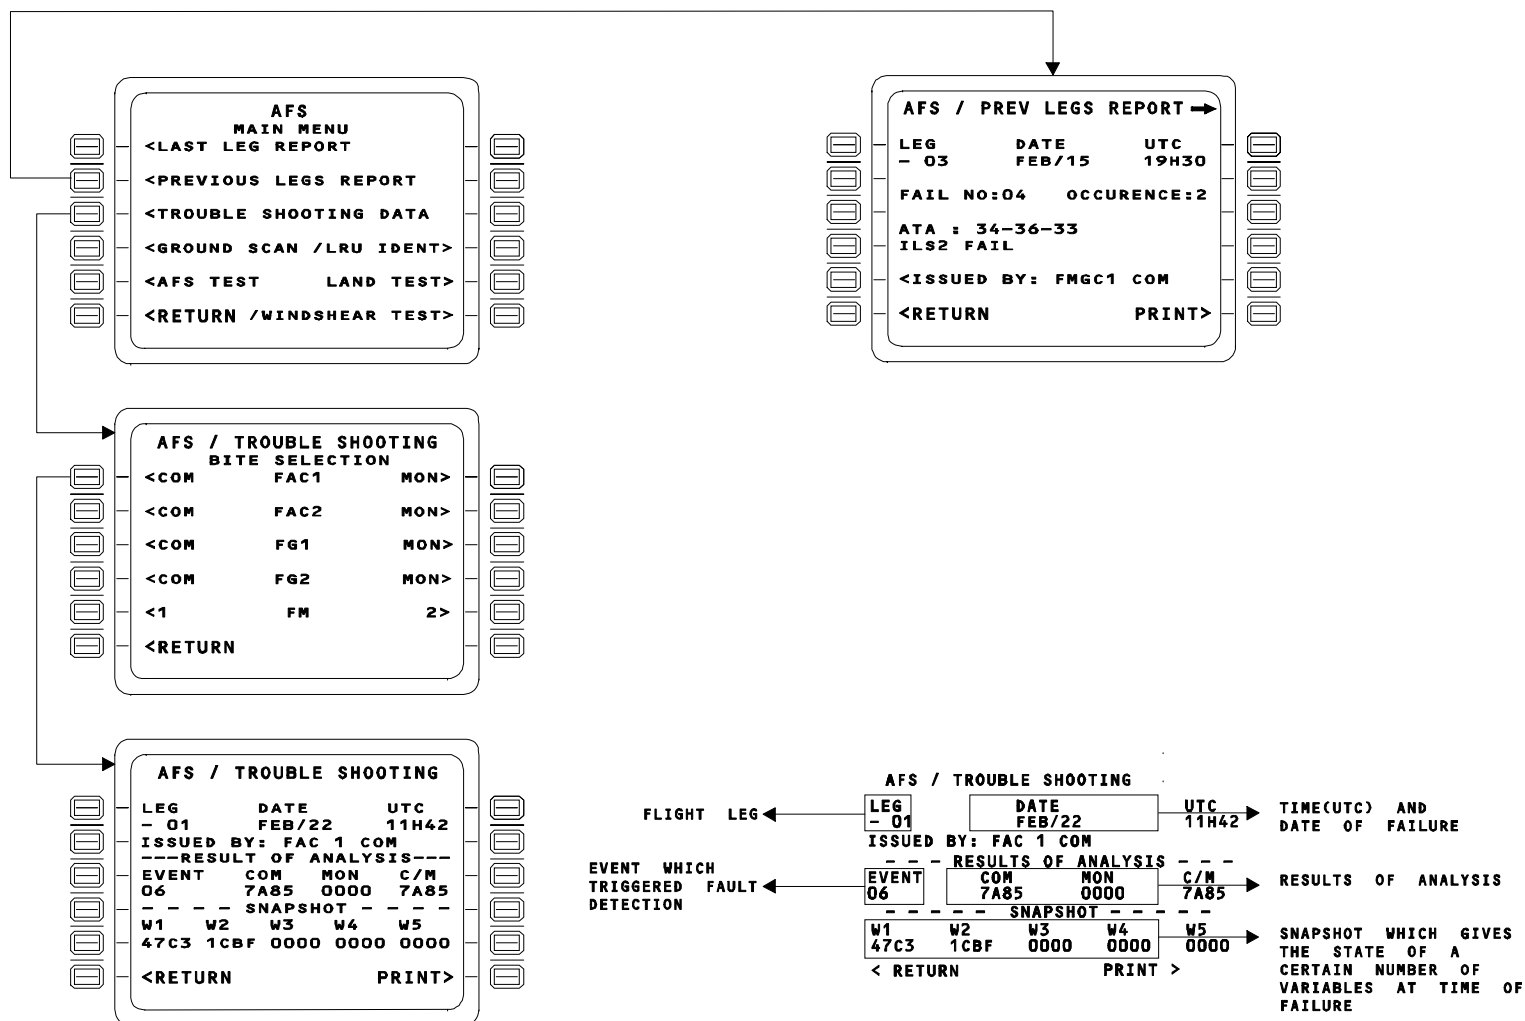 AFS
MAIN MENU
<LAST LEG REPORT
<PREVIOUS LEGS REPORT
<TROUBLE SHOOTING DATA
<GROUND SCAN /LRU IDENT>
<AFS TEST LAND TEST>
<RETURN /WINDSHEAR TEST>
AFS / PREV LEGS REPORT
LEG DATE UTC
- 03 FEB/15 19H30
FAIL NO:04 OCCURENCE:2
ATA : 34-36-33
ILS2 FAIL
<ISSUED BY: FMGC1 COM
<RETURN PRINT>
AFS / TROUBLE SHOOTING
BITE SELECTION
<COM FAC1 MON>
<COM FAC2 MON>
<COM FG1 MON>
<COM FG2 MON>
<1 FM 2>
<RETURN
AFS / TROUBLE SHOOTING
LEG DATE UTC
- 01 FEB/22 11H42
ISSUED BY: FAC 1 COM
---RESULT OF ANALYSIS---
EVENT COM MON C/M
06 7A85 0000 7A85
- - - - SNAPSHOT - - - -
W1 W2 W3 W4 W5
47C3 1CBF 0000 0000 0000
<RETURN PRINT>
AFS / TROUBLE SHOOTING
LEG DATE UTC
- 01 FEB/22 11H42
ISSUED BY: FAC 1 COM
- - - RESULTS OF ANALYSIS - - -
EVENT COM MON C/M
06 7A85 0000 7A85
- - - - - SNAPSHOT - - - - -
W1 W2 W3 W4 W5
47C3 1CBF 0000 0000 0000
< RETURN PRINT >
FLIGHT LEG
EVENT WHICH
TRIGGERED FAULT
DETECTION
TIME(UTC) AND
DATE OF FAILURE
RESULTS OF ANALYSIS
SNAPSHOT WHICH GIVES
THE STATE OF A
CERTAIN NUMBER OF
VARIABLES AT TIME OF
FAILURE